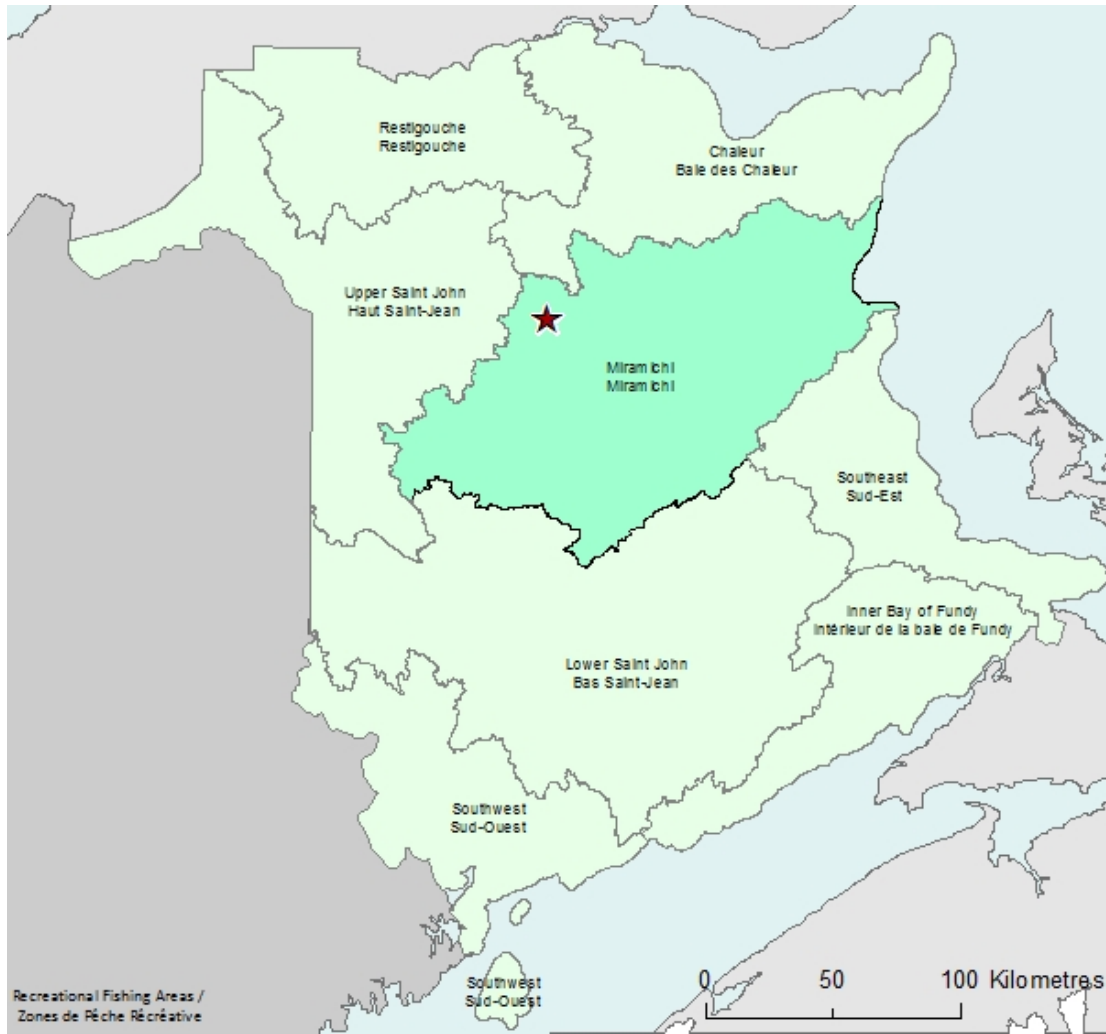 Restigouche
Restigouche
Chaleur
Baie des Chaleur
Upper Saint John
Haut Saint-Jean
Miramichi
Miramichi
Southeast
Sud-Est
Inner Bay of Fundy
Intérieur de la baie de Fundy
Lower Saint John
Bas Saint-Jean
Southwest
Sud-Ouest
Southwest
Sud-Ouest
0 50 100 Kilometres
Recreational Fishing Areas /
Zones de Pêche Récréative